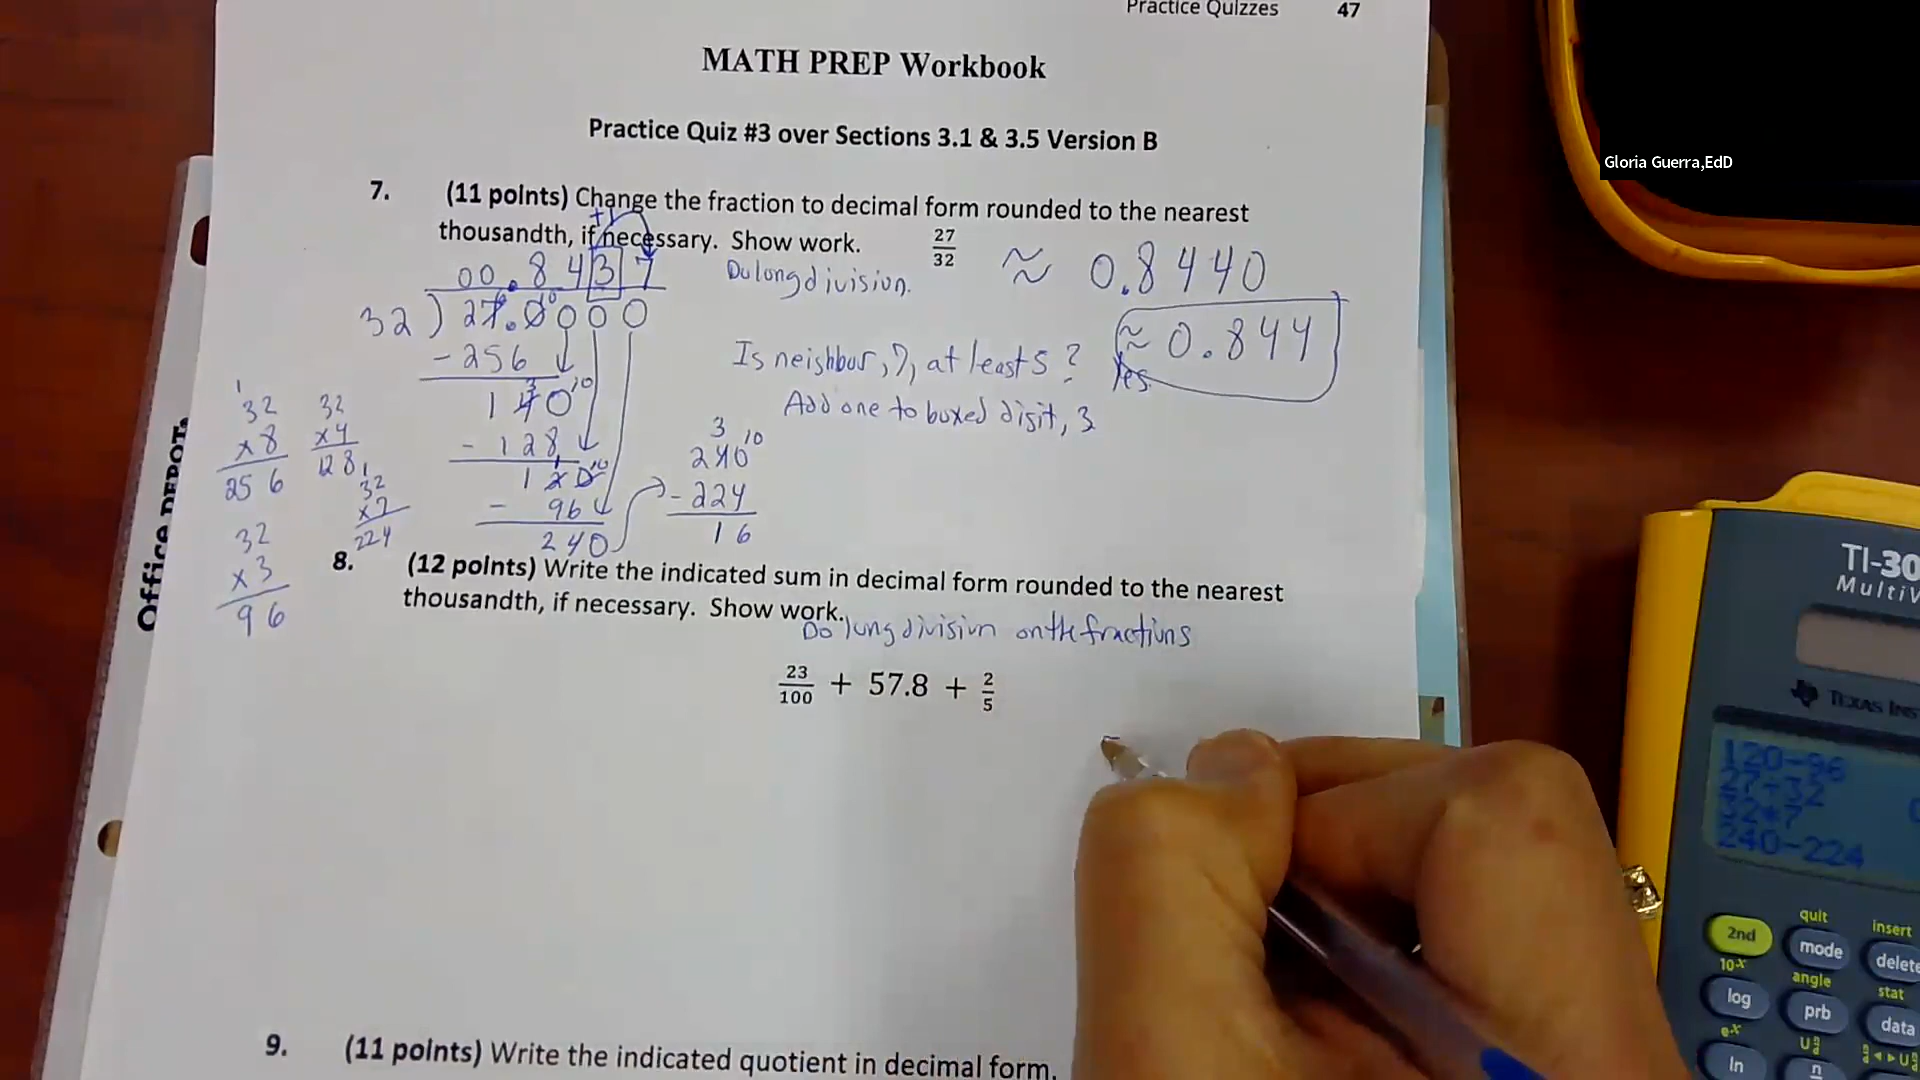 Practice Quizzes 47
MATH PREP Workbook
Practice Quiz #3 over Sections 3.1 & 3.5 Version B
Gloria Guerra,EdD
7. (11 points) Change the fraction to decimal form rounded to the nearest
thousandth, if necessary. Show work. 27/32 ≈ 0.8440
+1
00.8437
Do long division.
32 ) 27.0000
≈ 0.844
- 256
Is neighbor, 7, at least 5? Yes.
140
Add one to boxed digit, 3
- 128
120
- 96
240
240
- 224
16
32
x8
256
32
x4
128
32
x7
224
32
x3
96
8. (12 points) Write the indicated sum in decimal form rounded to the nearest
thousandth, if necessary. Show work.
Do long division on the fractions
23/100 + 57.8 + 2/5
9. (11 points) Write the indicated quotient in decimal form.
Office DEPOT
TI-30
MultiV
TEXAS INS
120-96
27÷32
32*7
240-224
quit insert
2nd mode delete
10ˣ angle stat
log prb data
eˣ
ln n